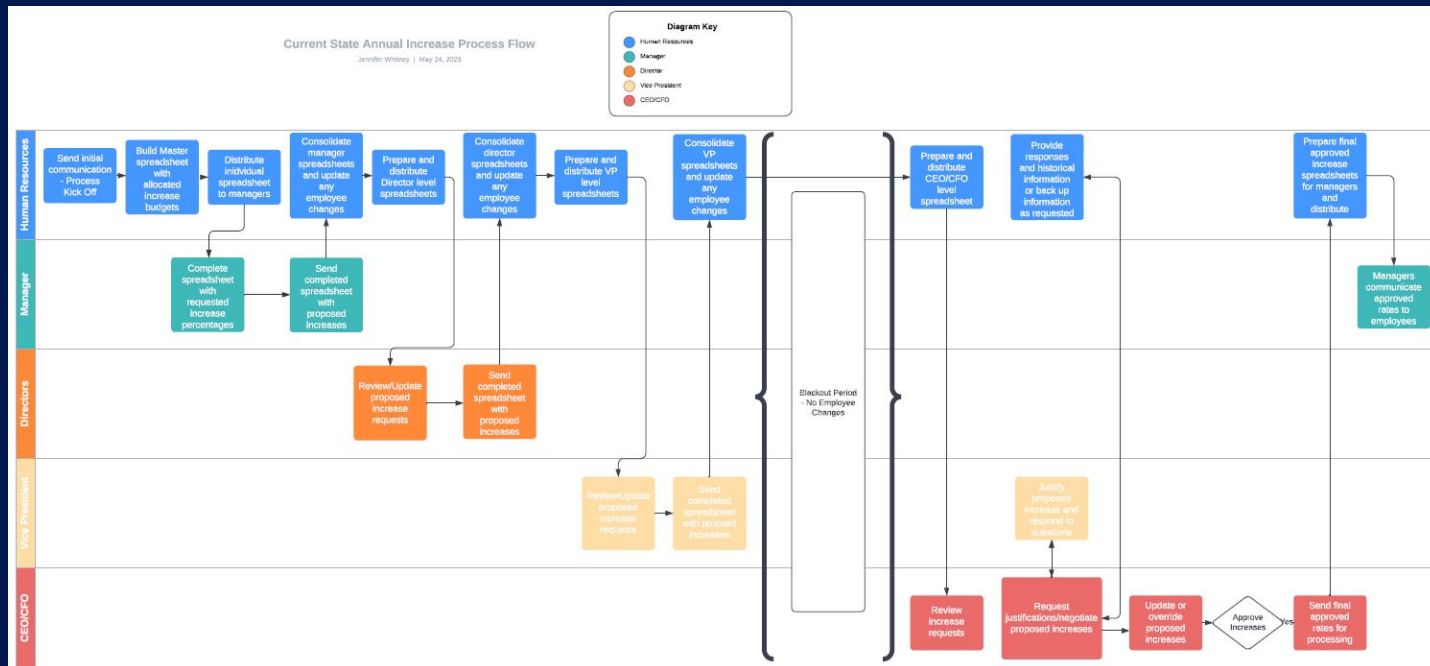 Current State Annual Increase Process Flow
Jennifer Whitney | May 24, 2023
Diagram Key
Human Resources
Manager
Director
Vice President
CEO/CFO
Human Resources
Send initial
communication
- Process
Kick Off
Build Master
spreadsheet
with
allocated
increase
budgets
Distribute
inidvidual
spreadsheet
to managers
Consolidate
manager
spreadsheets
and update
any
employee
changes
Prepare and
distribute
Director level
spreadsheets
Consolidate
director
spreadsheets
and update
any
employee
changes
Prepare and
distribute VP
level
spreadsheets
Consolidate
VP
spreadsheets
and update
any
employee
changes
Prepare and
distribute
CEO/CFO
level
spreadsheet
Provide
responses
and historical
information
or back up
information
as requested
Prepare final
approved
increase
spreadsheets
for managers
and
distribute
Manager
Complete
spreadsheet
with
requested
increase
percentages
Send
completed
spreadsheet
with
proposed
increases
Managers
communicate
approved
rates to
employees
Directors
Review/Update
proposed
increase
requests
Send
completed
spreadsheet
with
proposed
increases
Blackout Period
- No Employee
Changes
Vice President
Review/Update
proposed
increase
requests
Send
completed
spreadsheet
with propsed
increases
Justify
proposed
increase and
respond to
questions
CEO/CFO
Review
increase
requests
Request
justifications/negotiate
proposed increases
Update or
override
proposed
increases
Approve
Increases
Yes
Send final
approved
rates for
processing